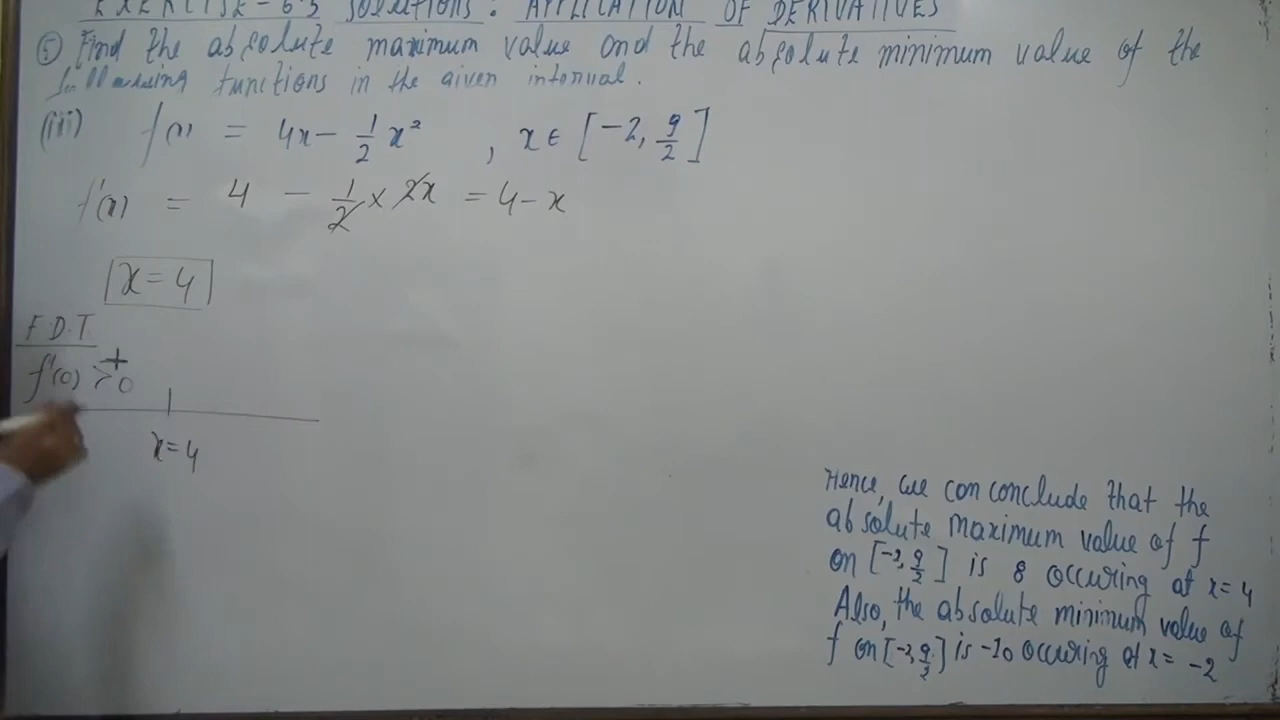 EXERCISE-6.5 SOLUTIONS: APPLICATION OF DERIVATIVES
⑤ Find the absolute maximum value and the absolute minimum value of the
following functions in the given interval.
(iii) f(x) = 4x - 1/2 x² , x ∈ [-2, 9/2]
f'(x) = 4 - 1/2 × 2x = 4 - x
x = 4
F.D.T
f'(0) > 0 +
x = 4
Hence, we can conclude that the
absolute maximum value of f
on [-2, 9/2] is 8 occuring at x = 4
Also, the absolute minimum value of
f on [-2, 9/2] is -10 occuring at x = -2